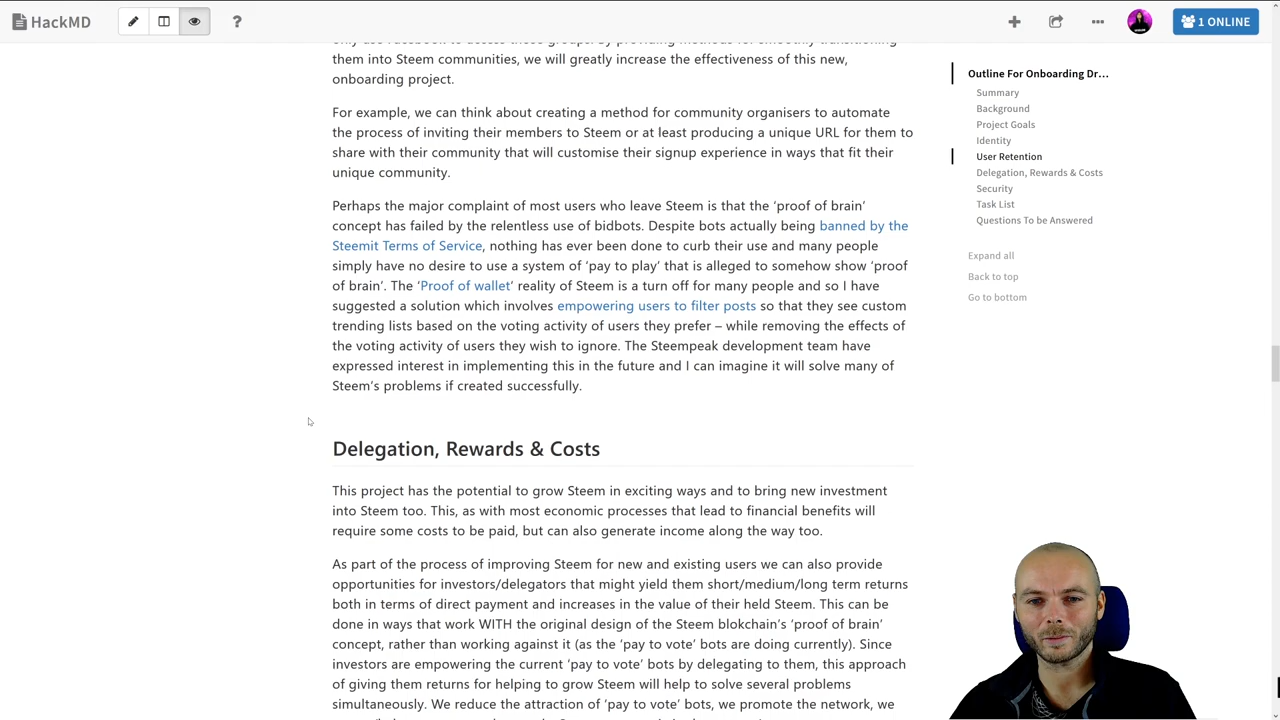 HackMD
?
1 ONLINE
only use Facebook to access these groups. By providing methods for smoothly transitioning
them into Steem communities, we will greatly increase the effectiveness of this new,
onboarding project.
For example, we can think about creating a method for community organisers to automate
the process of inviting their members to Steem or at least producing a unique URL for them to
share with their community that will customise their signup experience in ways that fit their
unique community.
Perhaps the major complaint of most users who leave Steem is that the ‘proof of brain’
concept has failed by the relentless use of bidbots. Despite bots actually being banned by the
Steemit Terms of Service, nothing has ever been done to curb their use and many people
simply have no desire to use a system of ‘pay to play’ that is alleged to somehow show ‘proof
of brain’. The ‘Proof of wallet’ reality of Steem is a turn off for many people and so I have
suggested a solution which involves empowering users to filter posts so that they see custom
trending lists based on the voting activity of users they prefer – while removing the effects of
the voting activity of users they wish to ignore. The Steempeak development team have
expressed interest in implementing this in the future and I can imagine it will solve many of
Steem’s problems if created successfully.
Delegation, Rewards & Costs
This project has the potential to grow Steem in exciting ways and to bring new investment
into Steem too. This, as with most economic processes that lead to financial benefits will
require some costs to be paid, but can also generate income along the way too.
As part of the process of improving Steem for new and existing users we can also provide
opportunities for investors/delegators that might yield them short/medium/long term returns
both in terms of direct payment and increases in the value of their held Steem. This can be
done in ways that work WITH the original design of the Steem blokchain’s ‘proof of brain’
concept, rather than working against it (as the ‘pay to vote’ bots are doing currently). Since
investors are empowering the current ‘pay to vote’ bots by delegating to them, this approach
of giving them returns for helping to grow Steem will help to solve several problems
simultaneously. We reduce the attraction of ‘pay to vote’ bots, we promote the network, we
Outline For Onboarding Dr...
Summary
Background
Project Goals
Identity
User Retention
Delegation, Rewards & Costs
Security
Task List
Questions To be Answered
Expand all
Back to top
Go to bottom